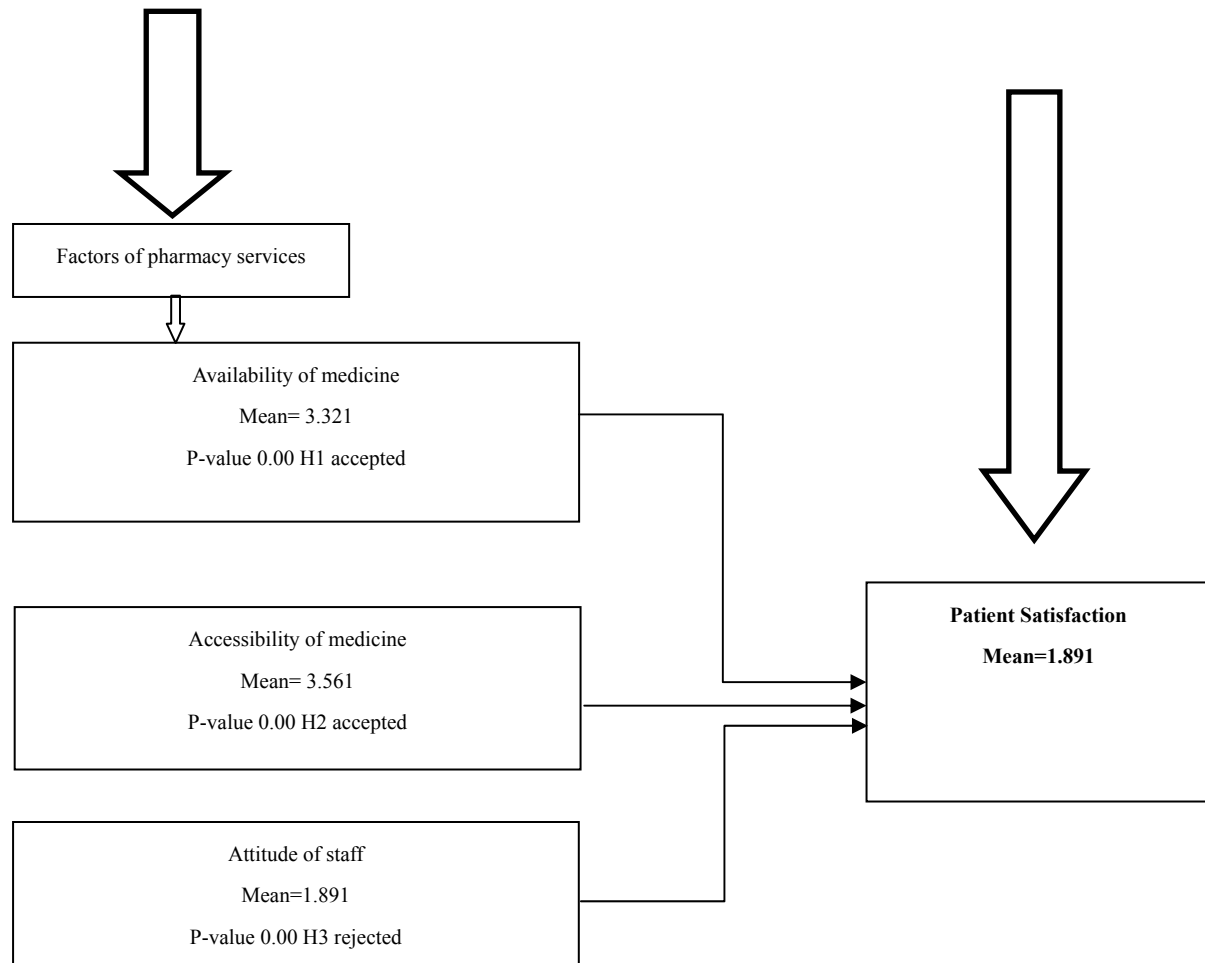 Factors of pharmacy services
Availability of medicine
Mean= 3.321
P-value 0.00 H1 accepted
Accessibility of medicine
Mean= 3.561
P-value 0.00 H2 accepted
Attitude of staff
Mean=1.891
P-value 0.00 H3 rejected
Patient Satisfaction
Mean=1.891